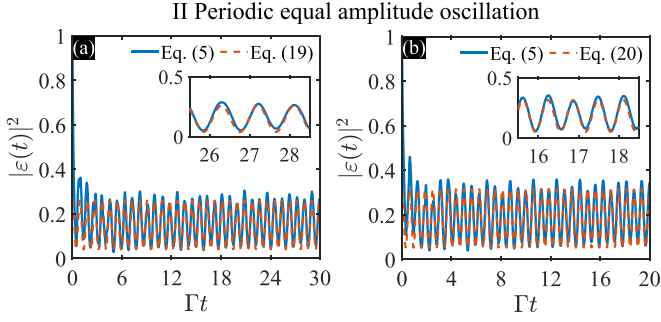 II Periodic equal amplitude oscillation
(a)
Eq. (5) Eq. (19)
|ε(t)|²
1
0.8
0.6
0.4
0.2
0
0 6 12 18 24 30
Γt
0.5
0
26 27 28
(b)
Eq. (5) Eq. (20)
|ε(t)|²
1
0.8
0.6
0.4
0.2
0
0 4 8 12 16 20
Γt
0.5
0
16 17 18